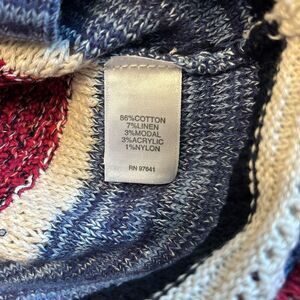 86%COTTON
7%LINEN
3%MODAL
3%ACRYLIC
1%NYLON
RN 97641